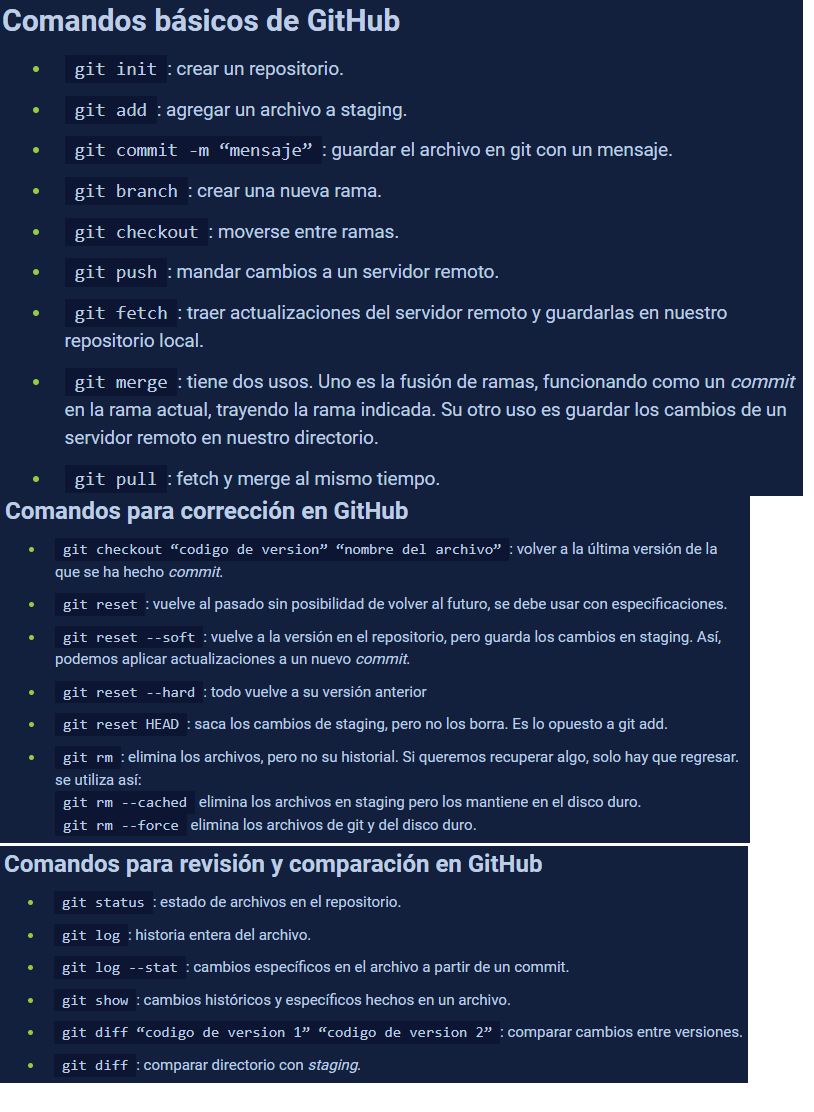 Comandos básicos de GitHub
git init : crear un repositorio.
git add : agregar un archivo a staging.
git commit -m “mensaje” : guardar el archivo en git con un mensaje.
git branch : crear una nueva rama.
git checkout : moverse entre ramas.
git push : mandar cambios a un servidor remoto.
git fetch : traer actualizaciones del servidor remoto y guardarlas en nuestro
repositorio local.
git merge : tiene dos usos. Uno es la fusión de ramas, funcionando como un commit
en la rama actual, trayendo la rama indicada. Su otro uso es guardar los cambios de un
servidor remoto en nuestro directorio.
git pull : fetch y merge al mismo tiempo.
Comandos para corrección en GitHub
git checkout “codigo de version” “nombre del archivo” : volver a la última versión de la
que se ha hecho commit.
git reset : vuelve al pasado sin posibilidad de volver al futuro, se debe usar con especificaciones.
git reset --soft : vuelve a la versión en el repositorio, pero guarda los cambios en staging. Así,
podemos aplicar actualizaciones a un nuevo commit.
git reset --hard : todo vuelve a su versión anterior
git reset HEAD : saca los cambios de staging, pero no los borra. Es lo opuesto a git add.
git rm : elimina los archivos, pero no su historial. Si queremos recuperar algo, solo hay que regresar.
se utiliza así:
git rm --cached elimina los archivos en staging pero los mantiene en el disco duro.
git rm --force elimina los archivos de git y del disco duro.
Comandos para revisión y comparación en GitHub
git status : estado de archivos en el repositorio.
git log : historia entera del archivo.
git log --stat : cambios específicos en el archivo a partir de un commit.
git show : cambios históricos y específicos hechos en un archivo.
git diff “codigo de version 1” “codigo de version 2” : comparar cambios entre versiones.
git diff : comparar directorio con staging.